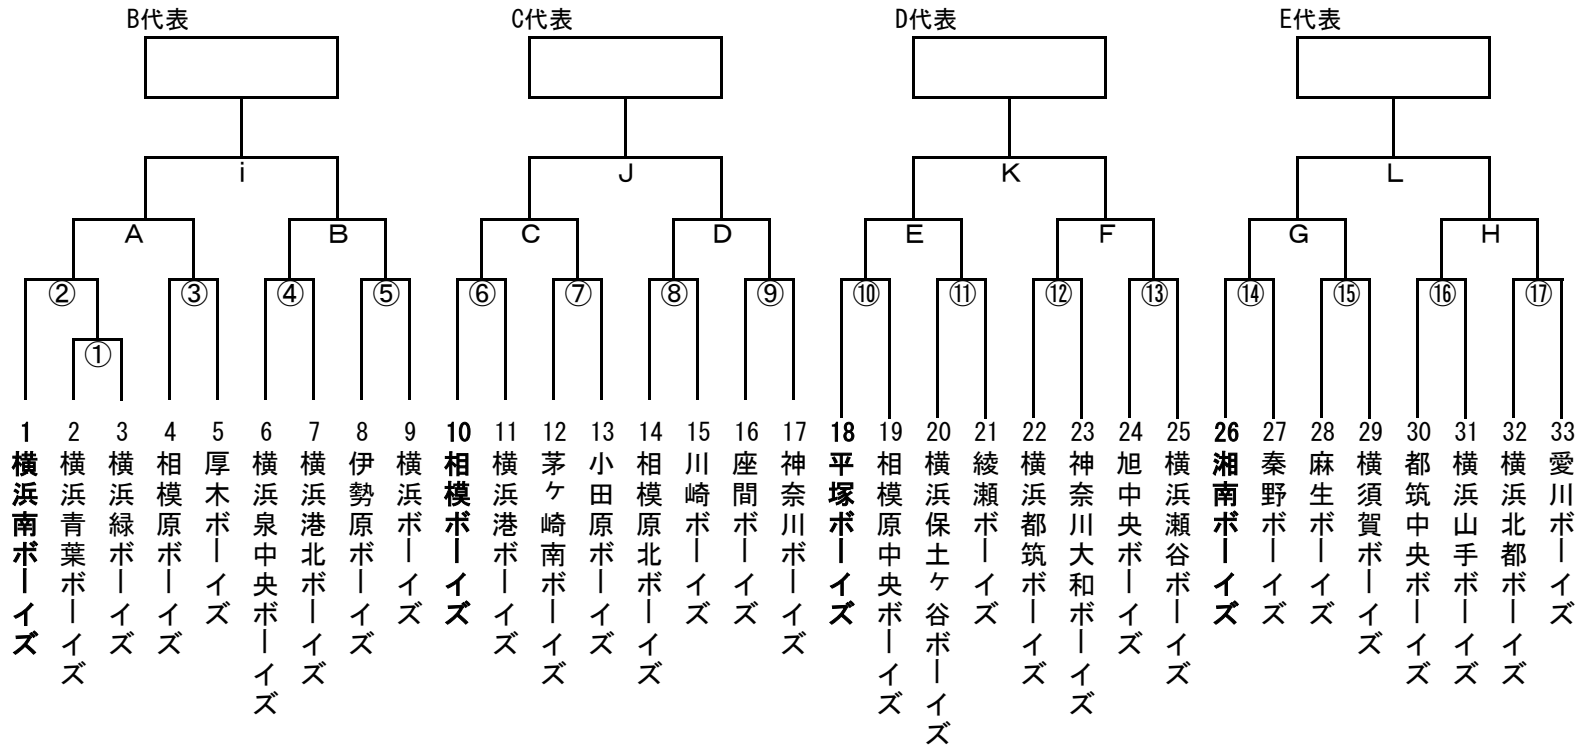 B代表
C代表
D代表
E代表
i
J
K
L
A
B
C
D
E
F
G
H
②
③
④
⑤
⑥
⑦
⑧
⑨
⑩
⑪
⑫
⑬
⑭
⑮
⑯
⑰
①
1 横浜南ボーイズ
2 横浜青葉ボーイズ
3 横浜緑ボーイズ
4 相模原ボーイズ
5 厚木ボーイズ
6 横浜泉中央ボーイズ
7 横浜港北ボーイズ
8 伊勢原ボーイズ
9 横浜ボーイズ
10 相模ボーイズ
11 横浜港ボーイズ
12 茅ケ崎南ボーイズ
13 小田原ボーイズ
14 相模原北ボーイズ
15 川崎ボーイズ
16 座間ボーイズ
17 神奈川ボーイズ
18 平塚ボーイズ
19 相模原中央ボーイズ
20 横浜保土ケ谷ボーイズ
21 綾瀬ボーイズ
22 横浜都筑ボーイズ
23 神奈川大和ボーイズ
24 旭中央ボーイズ
25 横浜瀬谷ボーイズ
26 湘南ボーイズ
27 秦野ボーイズ
28 麻生ボーイズ
29 横須賀ボーイズ
30 都筑中央ボーイズ
31 横浜山手ボーイズ
32 横浜北都ボーイズ
33 愛川ボーイズ